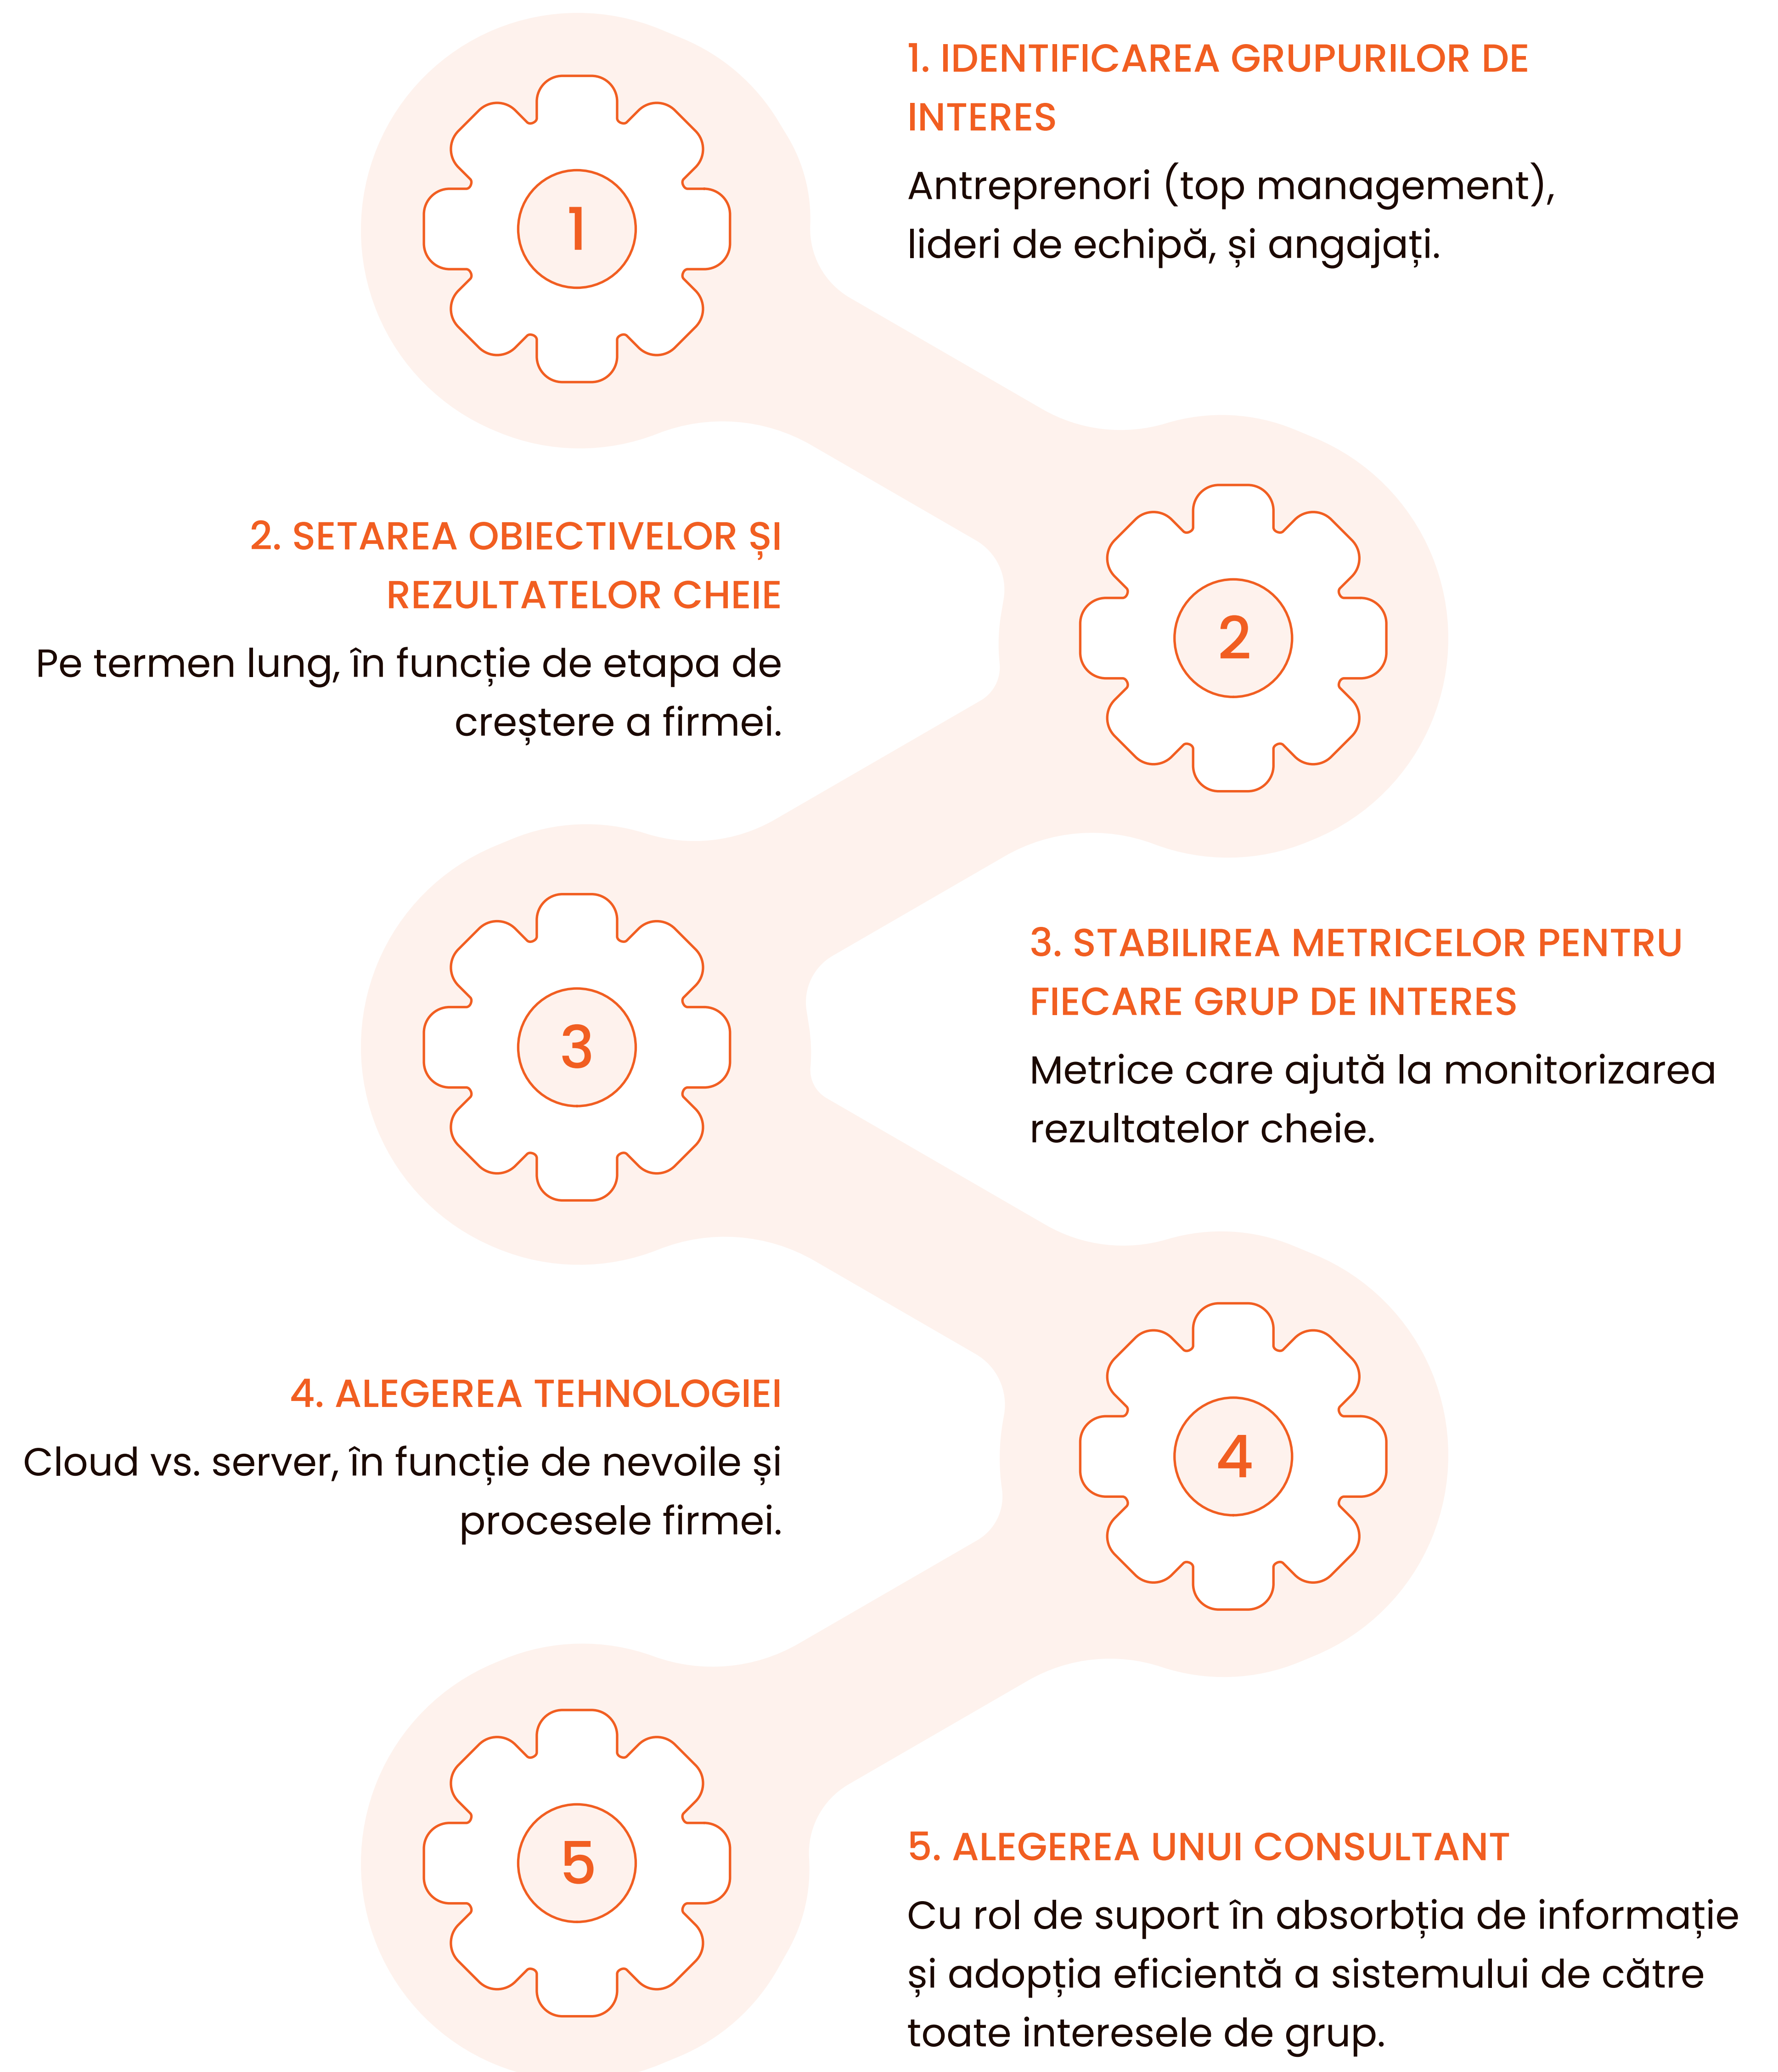 1
1. IDENTIFICAREA GRUPURILOR DE
INTERES
Antreprenori (top management),
lideri de echipă, și angajați.
2. SETAREA OBIECTIVELOR ȘI
REZULTATELOR CHEIE
Pe termen lung, în funcție de etapa de
creștere a firmei.
2
3
3. STABILIREA METRICELOR PENTRU
FIECARE GRUP DE INTERES
Metrice care ajută la monitorizarea
rezultatelor cheie.
4. ALEGEREA TEHNOLOGIEI
Cloud vs. server, în funcție de nevoile și
procesele firmei.
4
5
5. ALEGEREA UNUI CONSULTANT
Cu rol de suport în absorbția de informație
și adopția eficientă a sistemului de către
toate interesele de grup.